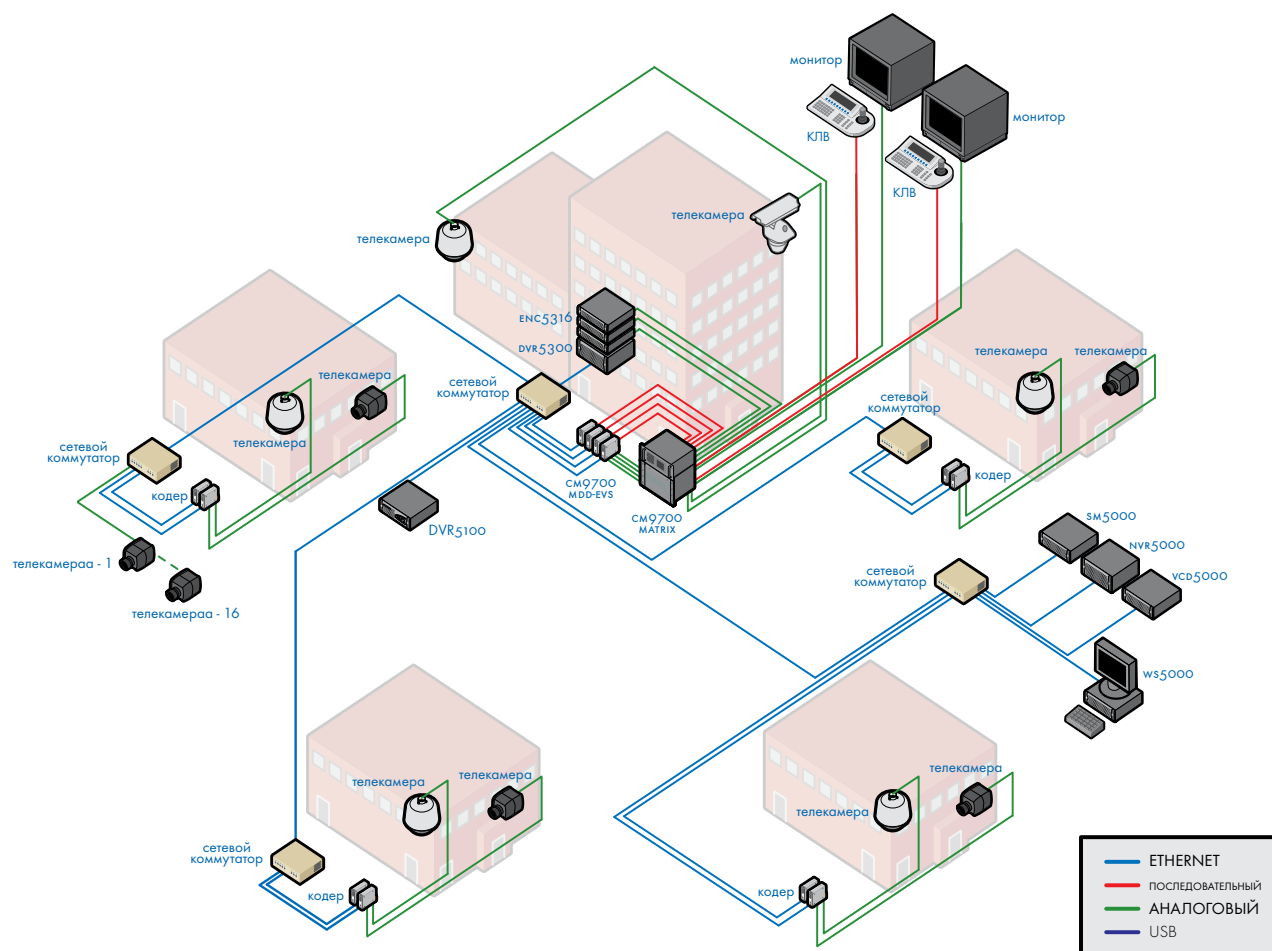 монитор
монитор
КЛВ
КЛВ
телекамера
телекамера
ENC5316
DVR5300
сетевой
коммутатор
телекамера
телекамера
сетевой
коммутатор
кодер
телекамераа - 1
телекамераа - 16
CM9700
MDD-EVS
CM9700
MATRIX
DVR5100
телекамера
телекамера
сетевой
коммутатор
кодер
SM5000
NVR5000
VCD5000
сетевой
коммутатор
WS5000
телекамера
телекамера
сетевой
коммутатор
кодер
телекамера
телекамера
кодер
ETHERNET
ПОСЛЕДОВАТЕЛЬНЫЙ
АНАЛОГОВЫЙ
USB